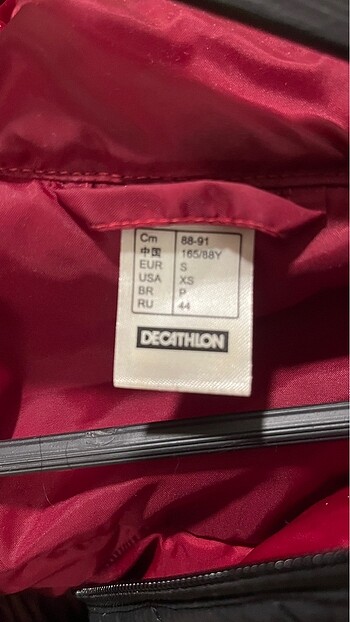 Cm 88-91
中国 165/88Y
EUR S
USA XS
BR P
RU 44
DECATHLON